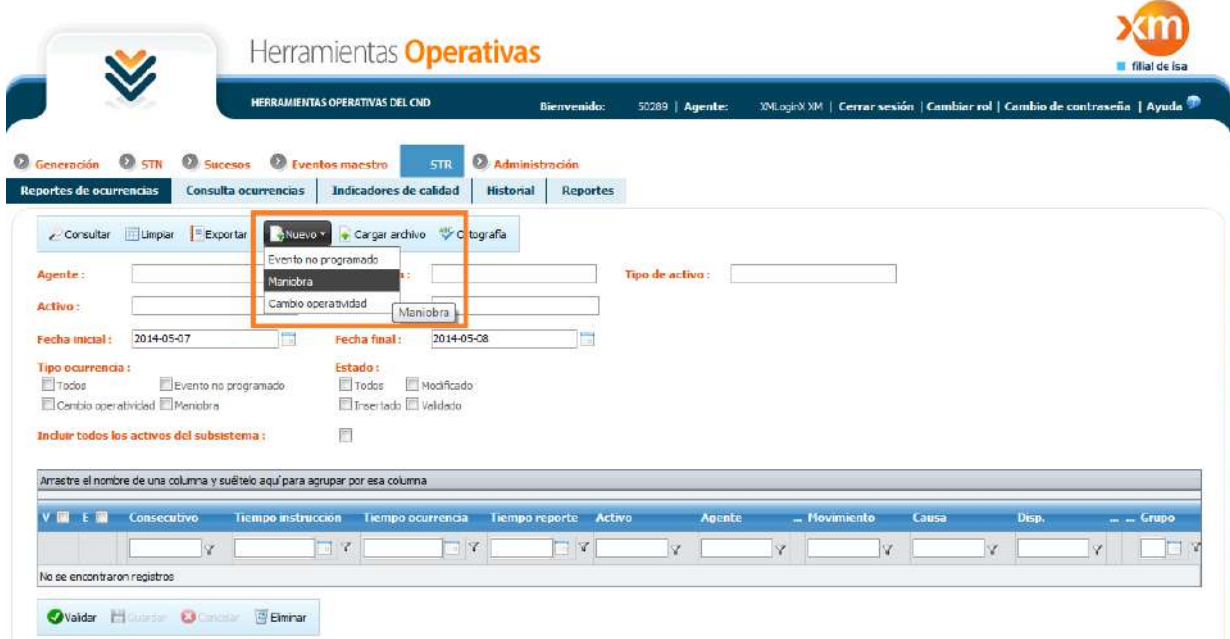 xm
filial de isa
Herramientas Operativas
HERRAMIENTAS OPERATIVAS DEL CND
Bienvenido: 50289 | Agente: XMLoginX XM | Cerrar sesión | Cambiar rol | Cambio de contraseña | Ayuda
Generación STN Sucesos Eventos maestro STR Administración
Reportes de ocurrencias Consulta ocurrencias Indicadores de calidad Historial Reportes
Consultar Limpiar Exportar Nuevo Cargar archivo Ortografía
Evento no programado
Agente : Tipo de activo :
Maniobra
Activo : Cambio operatividad
Maniobra
Fecha inicial : 2014-05-07 Fecha final : 2014-05-08
Tipo ocurrencia : Estado :
Todos Evento no programado Todos Modificado
Cambio operatividad Maniobra Insertado Validado
Incluir todos los activos del subsistema :
Arrastre el nombre de una columna y suéltelo aquí para agrupar por esa columna
V E Consecutivo Tiempo instrucción Tiempo ocurrencia Tiempo reporte Activo Agente ... Movimiento Causa Disp. ... ... Grupo
No se encontraron registros
Validar Guardar Cancelar Eliminar